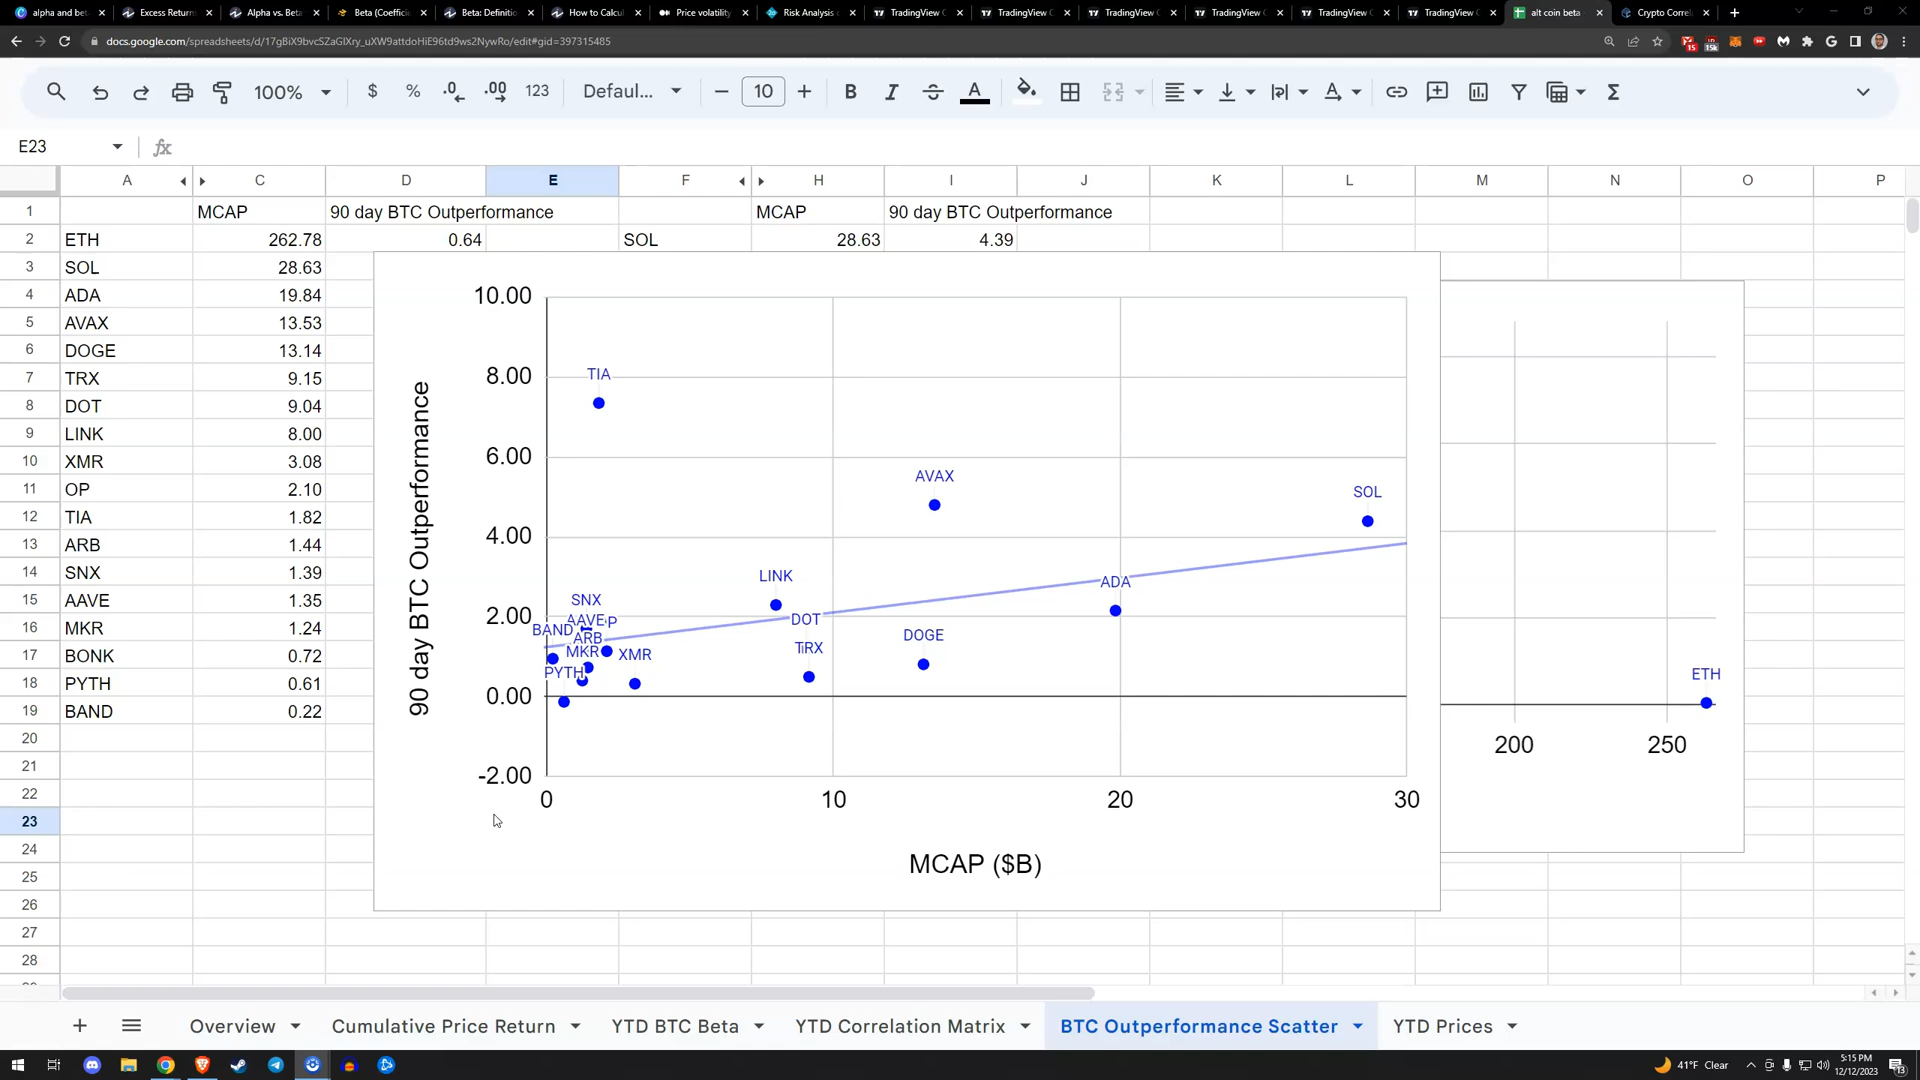 alpha and be
Excess Return
Alpha vs. Beta
Beta (Coefficie
Beta: Definitio
How to Calcu
Price volatility
Risk Analysis
TradingView C
TradingView C
TradingView C
TradingView C
TradingView C
TradingView C
alt coin beta
Crypto Correl
docs.google.com/spreadsheets/d/17gBiX9bvcSZaGIXry_uXW9attdoHiE96td9ws2NywRo/edit#gid=397315485
100% $ % .0 .00 123 Defaul... 10 B I A
E23 fx
A C D E F H I J K L M N O P
1 MCAP 90 day BTC Outperformance MCAP 90 day BTC Outperformance
2 ETH 262.78 0.64 SOL 28.63 4.39
3 SOL 28.63
4 ADA 19.84
5 AVAX 13.53
6 DOGE 13.14
7 TRX 9.15
8 DOT 9.04
9 LINK 8.00
10 XMR 3.08
11 OP 2.10
12 TIA 1.82
13 ARB 1.44
14 SNX 1.39
15 AAVE 1.35
16 MKR 1.24
17 BONK 0.72
18 PYTH 0.61
19 BAND 0.22
20
21
22
23
24
25
26
27
28
90 day BTC Outperformance
10.00
8.00
6.00
4.00
2.00
0.00
-2.00
TIA
AVAX
SOL
LINK
ADA
SNX
AAVE P
DOT
BAND
ARB
DOGE
MKR
XMR
TRX
PYTH
0 10 20 30
MCAP ($B)
ETH
200 250
Overview
Cumulative Price Return
YTD BTC Beta
YTD Correlation Matrix
BTC Outperformance Scatter
YTD Prices
41°F Clear
5:15 PM
12/12/2023